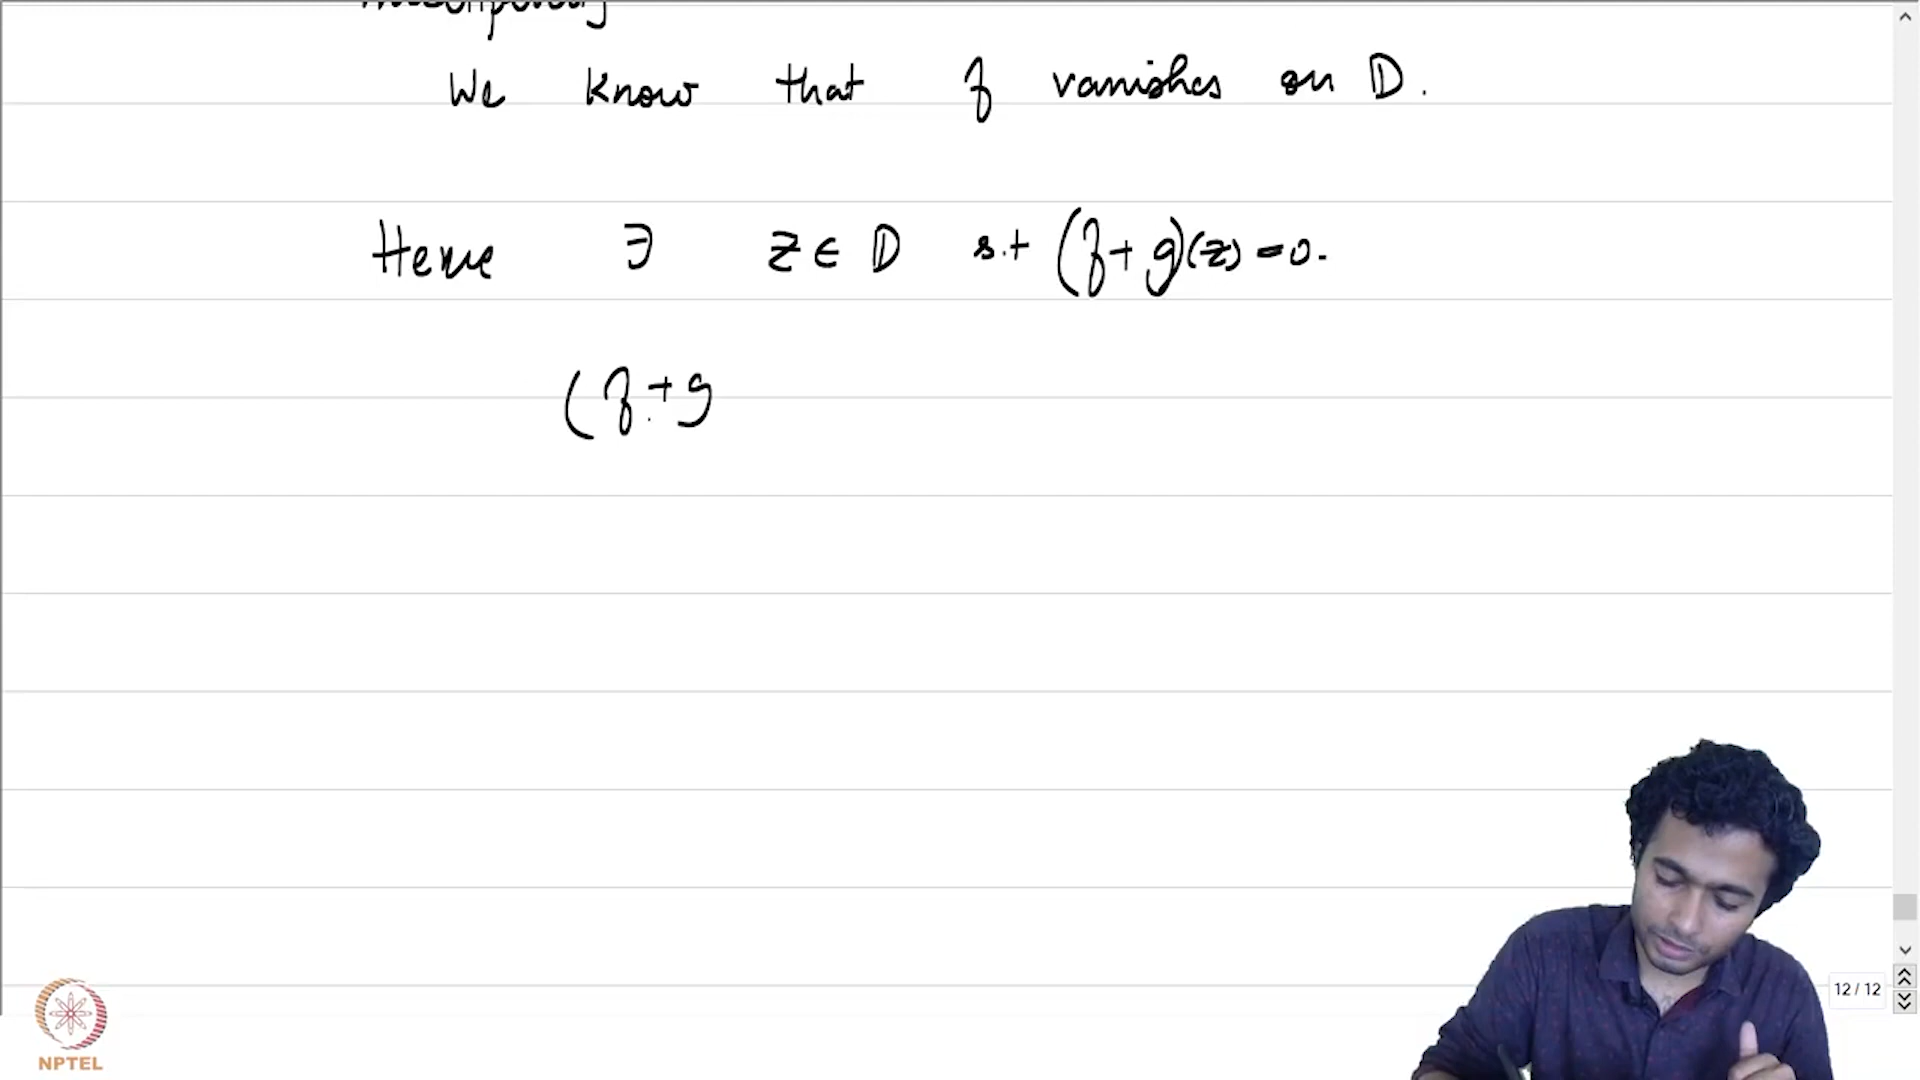 We know that f vanishes on D.
Hence ∃ z ∈ D s.t (f + g)(z) = 0.
(f + g
12 / 12
NPTEL